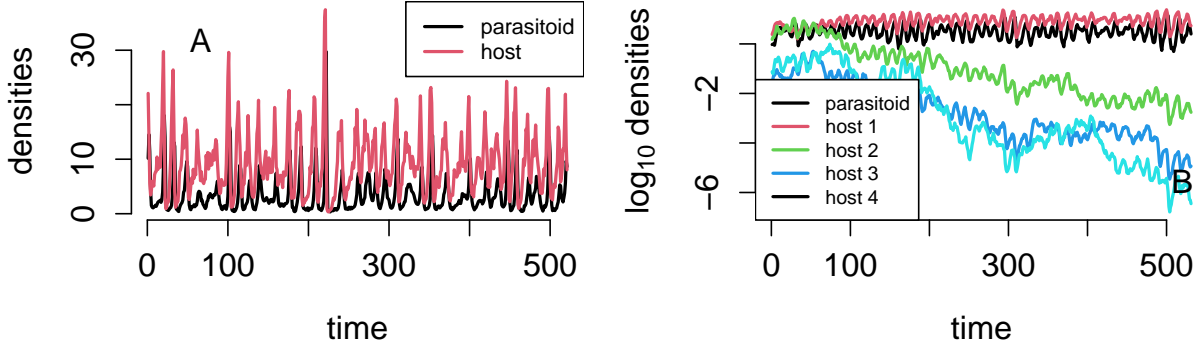 A
parasitoid
host
densities
0
10
30
0
100
300
500
time
log₁₀ densities
−2
−6
parasitoid
host 1
host 2
host 3
host 4
B
0
100
300
500
time